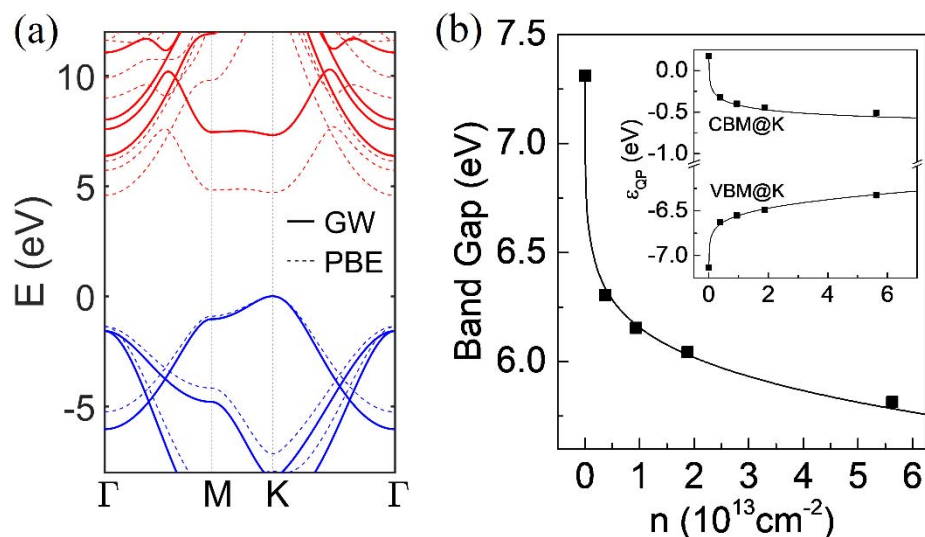 (a)
10
5
0
-5
E (eV)
GW
PBE
Γ
M
K
Γ
(b)
7.5
7.0
6.5
6.0
Band Gap (eV)
0
1
2
3
4
5
6
n (10¹³cm⁻²)
0.0
-0.5
-1.0
-6.5
-7.0
εQP (eV)
CBM@K
VBM@K
0
2
4
6